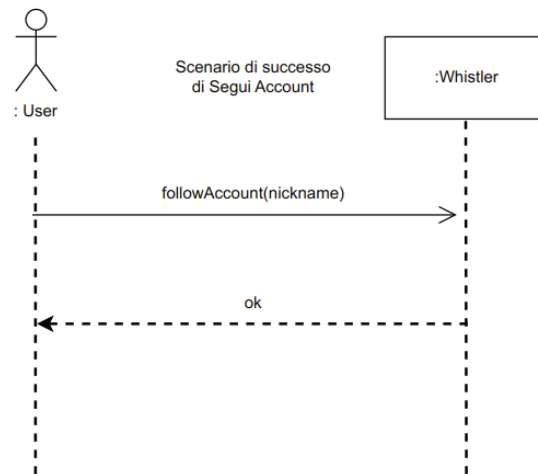 Scenario di successo
di Segui Account
:Whistler
: User
followAccount(nickname)
ok